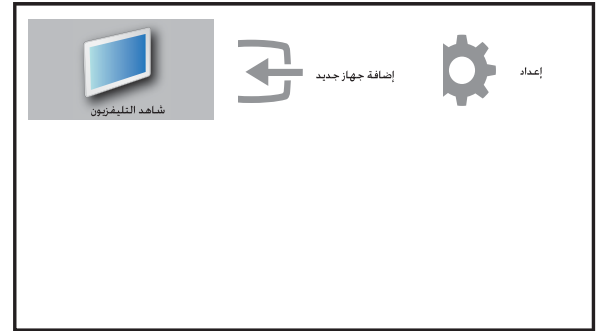 إعداد
إضافة جهاز جديد
شاهد التليفزيون